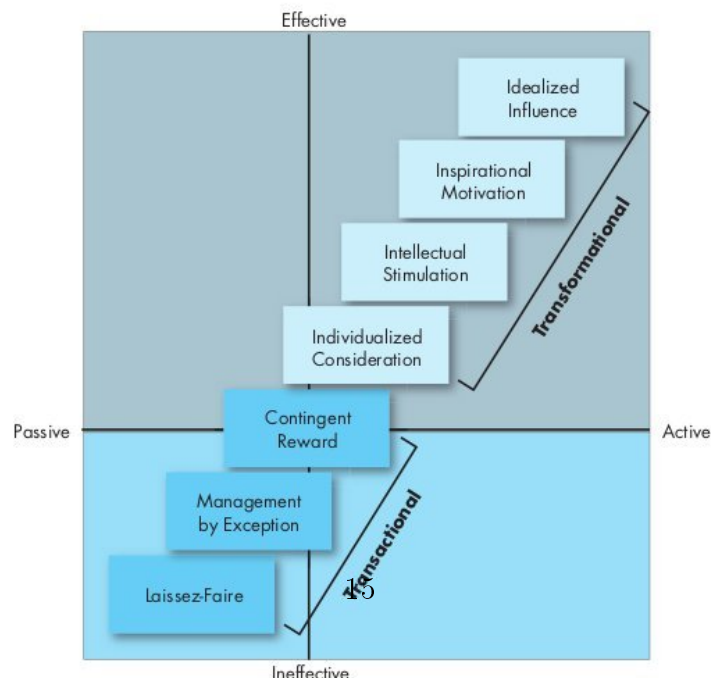 Effective
Idealized
Influence
Inspirational
Motivation
Transformational
Intellectual
Stimulation
Individualized
Consideration
Passive
Contingent
Reward
Active
Management
by Exception
Transactional
Laissez-Faire
15
Ineffective